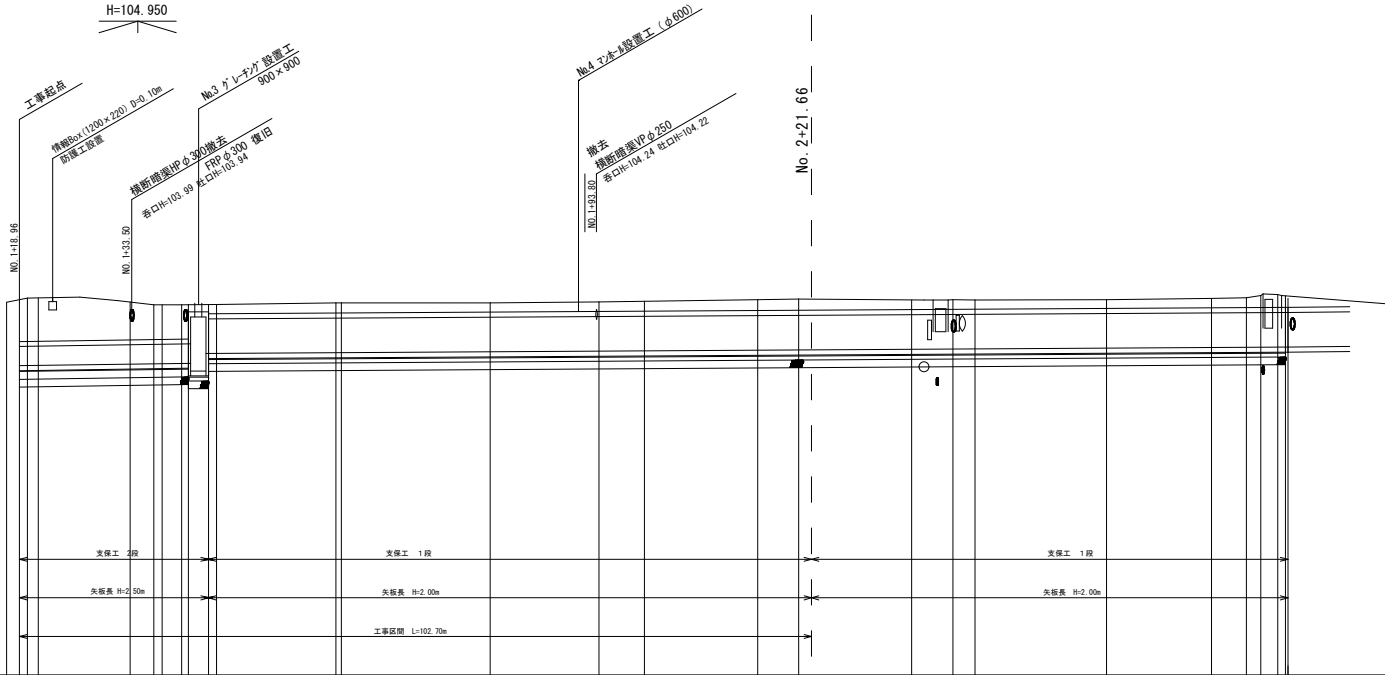 H=104.950
工事起点
情報Box(1200×220) D=0.10m
防護工設置
No.3 グレーチング設置工
900×900
横断暗渠HPφ300撤去
FRPφ300 復旧
呑口H=103.99 吐口H=103.94
No.4 マンホール設置工 (φ600)
撤去
横断暗渠VPφ250
呑口H=104.24 吐口H=104.22
NO.1+18.96
NO.1+33.50
NO.1+93.80
No.2+21.66
支保工 2段
支保工 1段
支保工 1段
矢板長 H=2.50m
矢板長 H=2.00m
矢板長 H=2.00m
工事区間 L=102.70m